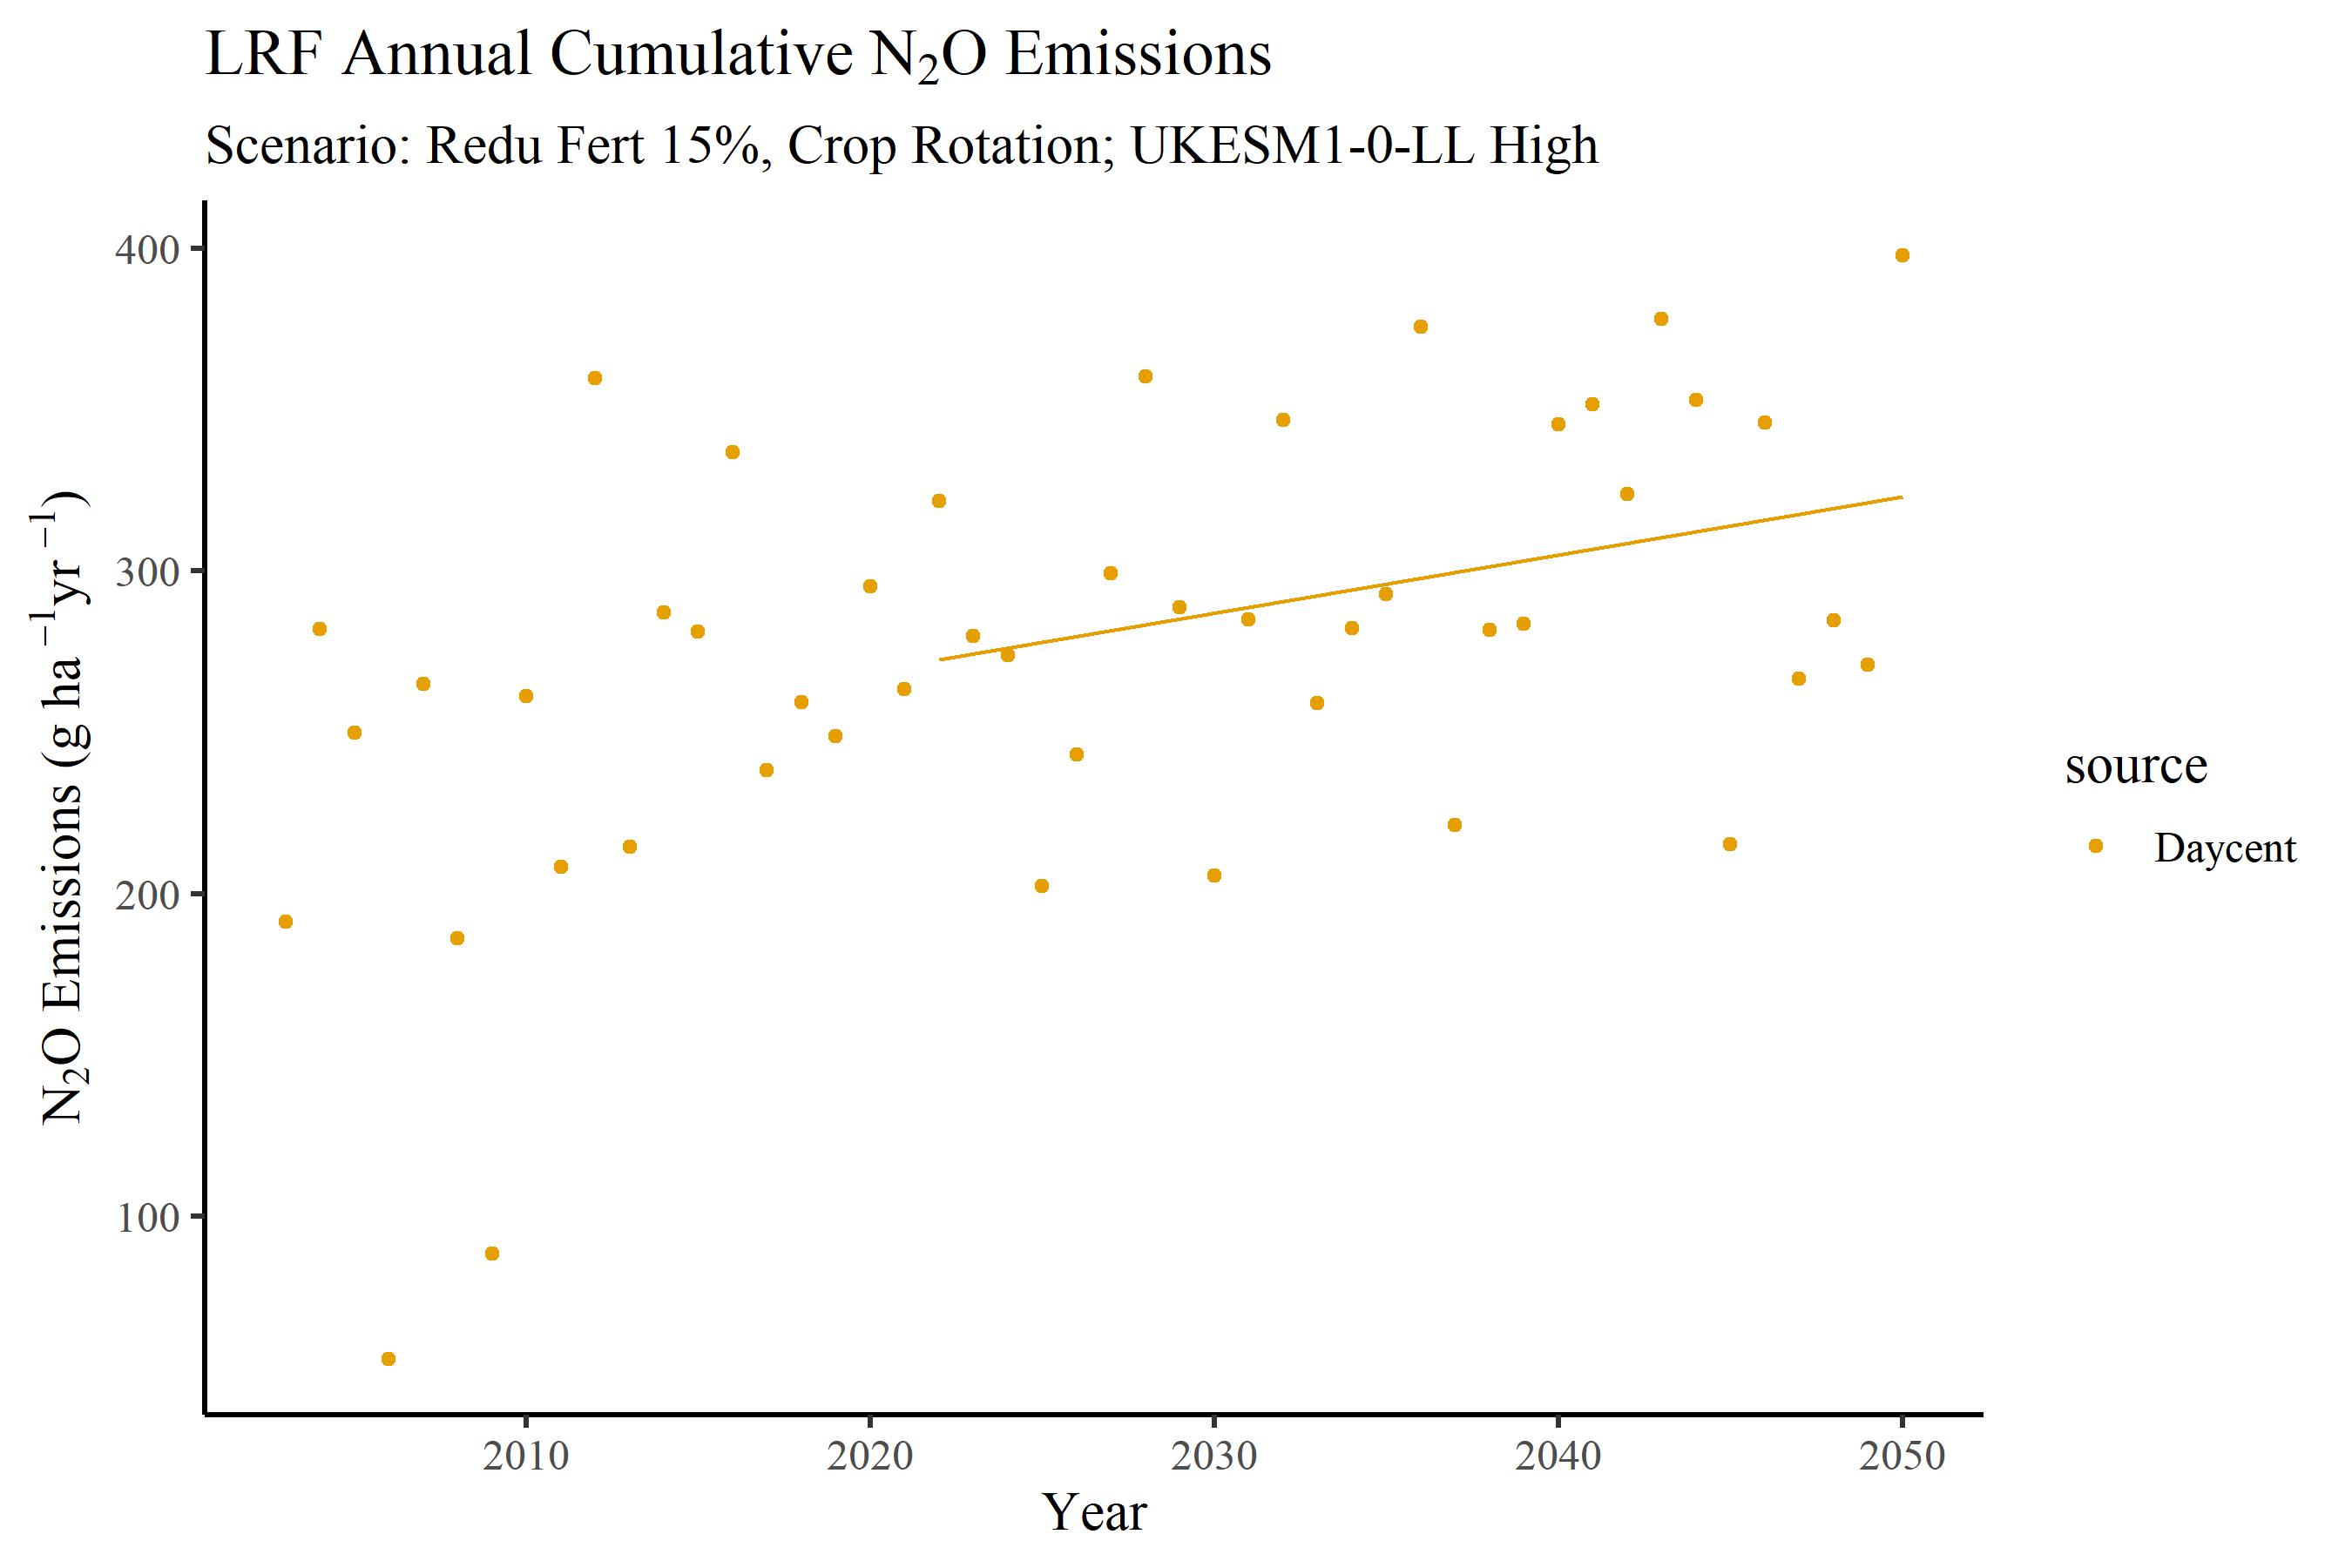 LRF Annual Cumulative N₂O Emissions
Scenario: Redu Fert 15%, Crop Rotation; UKESM1-0-LL High
N₂O Emissions (g ha ⁻¹yr ⁻¹)
400
300
200
100
2010
2020
2030
2040
2050
Year
source
Daycent